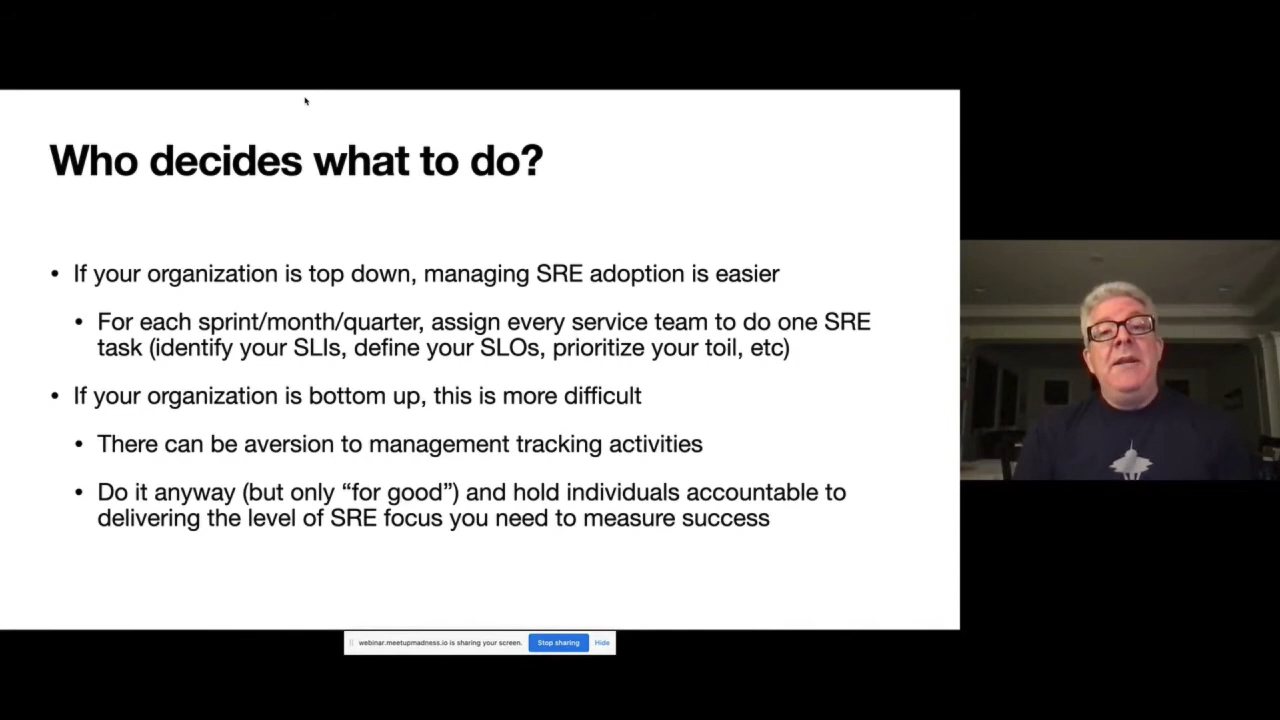 Who decides what to do?
• If your organization is top down, managing SRE adoption is easier
• For each sprint/month/quarter, assign every service team to do one SRE
task (identify your SLIs, define your SLOs, prioritize your toil, etc)
• If your organization is bottom up, this is more difficult
• There can be aversion to management tracking activities
• Do it anyway (but only “for good”) and hold individuals accountable to
delivering the level of SRE focus you need to measure success
webinar.meetupmadness.io is sharing your screen. Stop sharing Hide